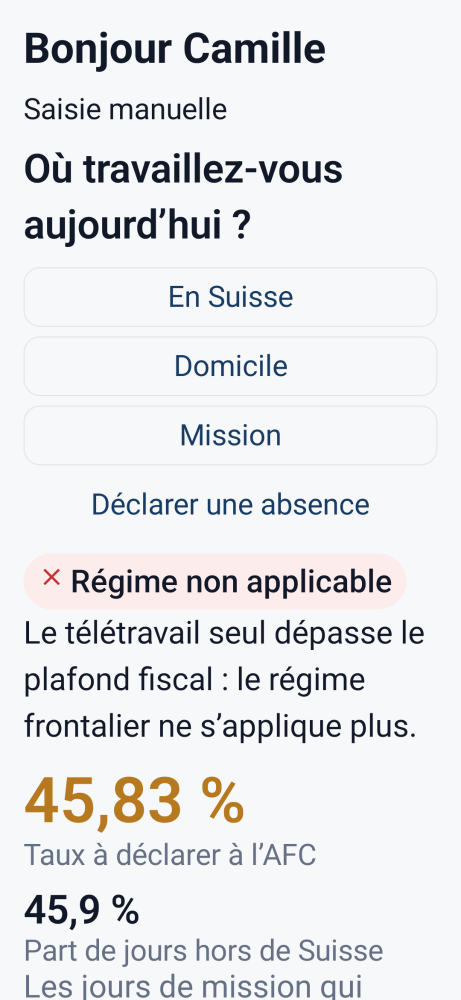 Bonjour Camille
Saisie manuelle
Où travaillez-vous
aujourd’hui ?
En Suisse
Domicile
Mission
Déclarer une absence
× Régime non applicable
Le télétravail seul dépasse le
plafond fiscal : le régime
frontalier ne s’applique plus.
45,83 %
Taux à déclarer à l’AFC
45,9 %
Part de jours hors de Suisse
Les jours de mission qui